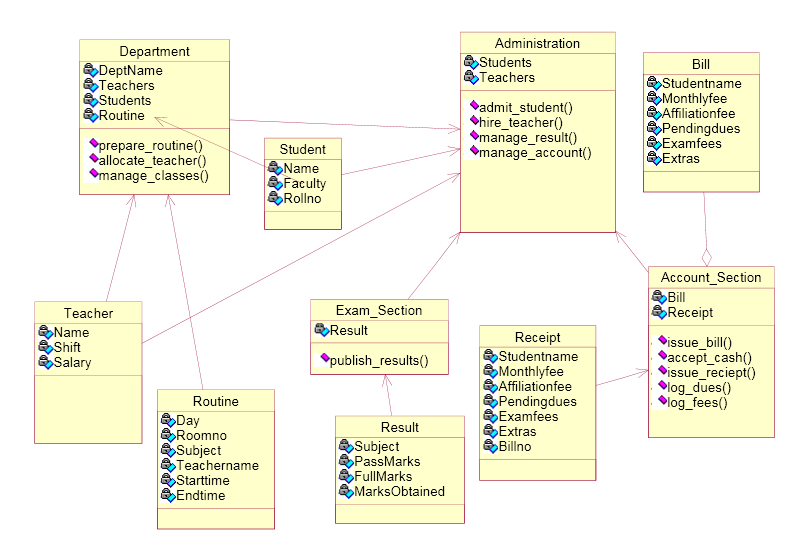 Department
DeptName
Teachers
Students
Routine
prepare_routine()
allocate_teacher()
manage_classes()
Student
Name
Faculty
Rollno
Administration
Students
Teachers
admit_student()
hire_teacher()
manage_result()
manage_account()
Bill
Studentname
Monthlyfee
Affiliationfee
Pendingdues
Examfees
Extras
Teacher
Name
Shift
Salary
Routine
Day
Roomno
Subject
Teachername
Starttime
Endtime
Exam_Section
Result
publish_results()
Result
Subject
PassMarks
FullMarks
MarksObtained
Receipt
Studentname
Monthlyfee
Affiliationfee
Pendingdues
Examfees
Extras
Billno
Account_Section
Bill
Receipt
issue_bill()
accept_cash()
issue_reciept()
log_dues()
log_fees()